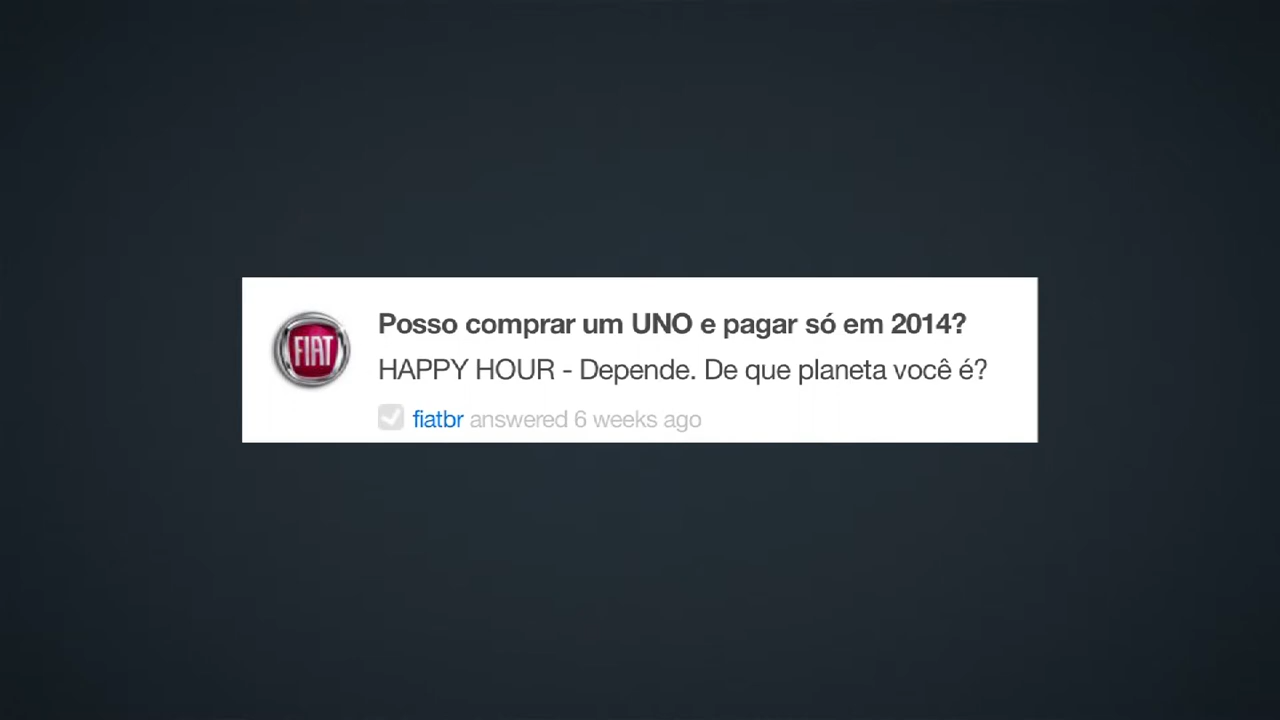 FIAT
Posso comprar um UNO e pagar só em 2014?
HAPPY HOUR - Depende. De que planeta você é?
fiatbr answered 6 weeks ago